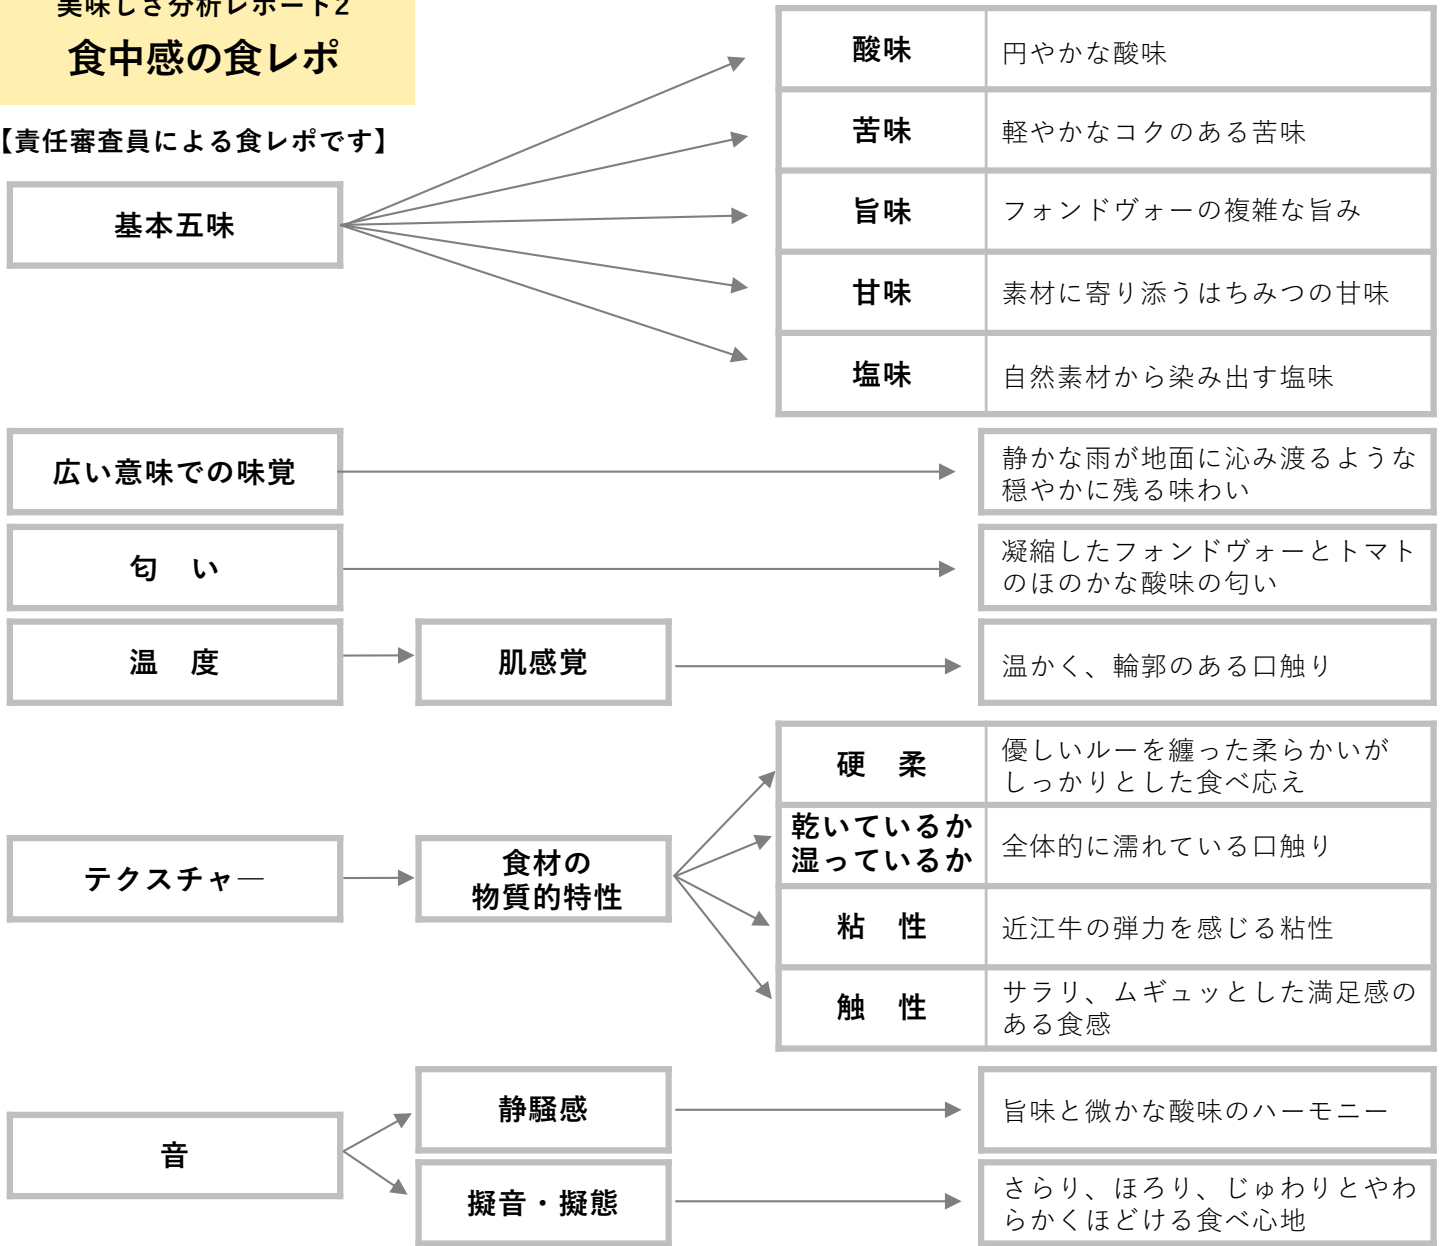 美味しさ分析レポート2
食中感の食レポ
【責任審査員による食レポです】
基本五味
酸味 円やかな酸味
苦味 軽やかなコクのある苦味
旨味 フォンドヴォーの複雑な旨み
甘味 素材に寄り添うはちみつの甘味
塩味 自然素材から染み出す塩味
広い意味での味覚
静かな雨が地面に沁み渡るような
穏やかに残る味わい
匂　い
凝縮したフォンドヴォーとトマト
のほのかな酸味の匂い
温　度
肌感覚
温かく、輪郭のある口触り
テクスチャ―
食材の
物質的特性
硬　柔
優しいルーを纏った柔らかいが
しっかりとした食べ応え
乾いているか
湿っているか
全体的に濡れている口触り
粘　性
近江牛の弾力を感じる粘性
触　性
サラリ、ムギュッとした満足感の
ある食感
音
静騒感
旨味と微かな酸味のハーモニー
擬音・擬態
さらり、ほろり、じゅわりとやわ
らかくほどける食べ心地